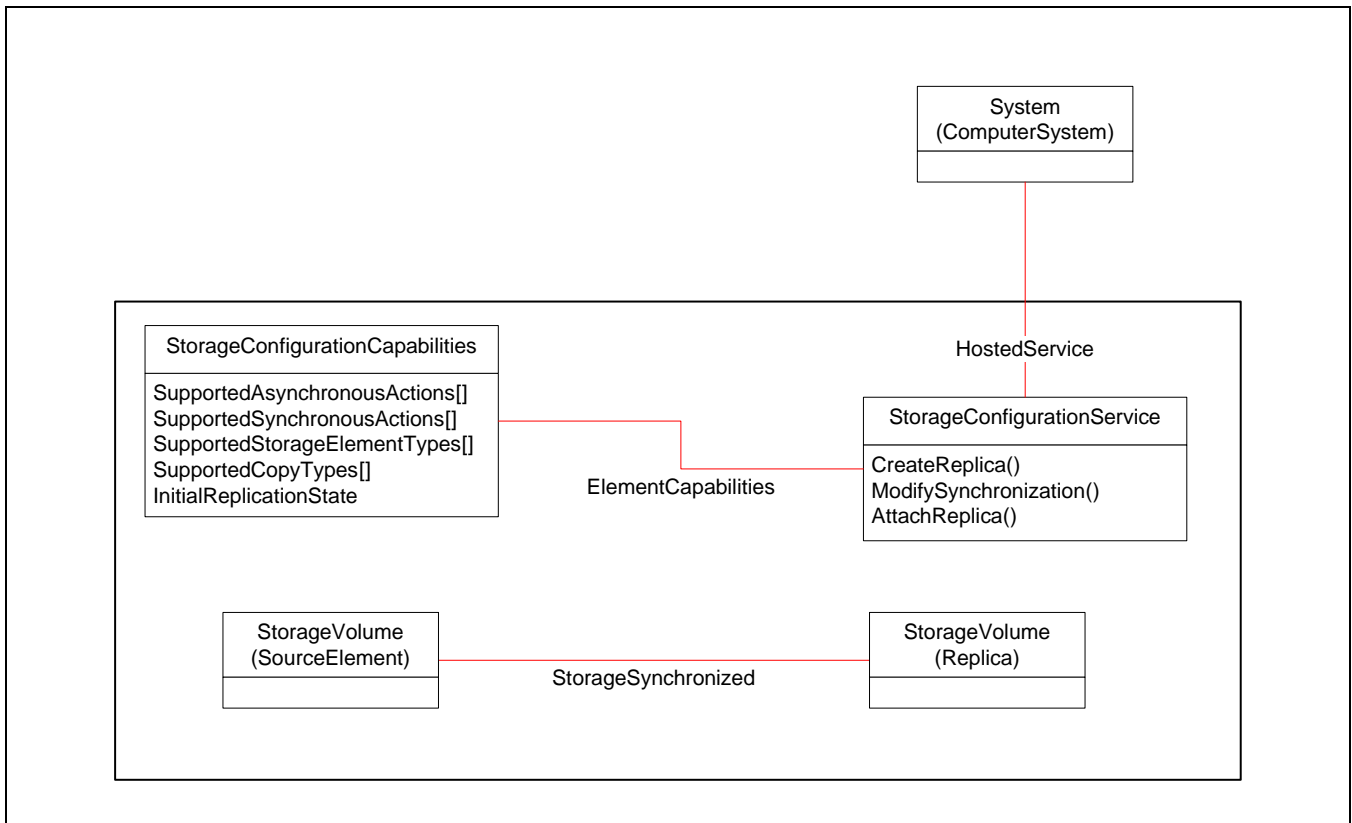 System
(ComputerSystem)
HostedService
StorageConfigurationCapabilities
SupportedAsynchronousActions[]
SupportedSynchronousActions[]
SupportedStorageElementTypes[]
SupportedCopyTypes[]
InitialReplicationState
ElementCapabilities
StorageConfigurationService
CreateReplica()
ModifySynchronization()
AttachReplica()
StorageVolume
(SourceElement)
StorageSynchronized
StorageVolume
(Replica)